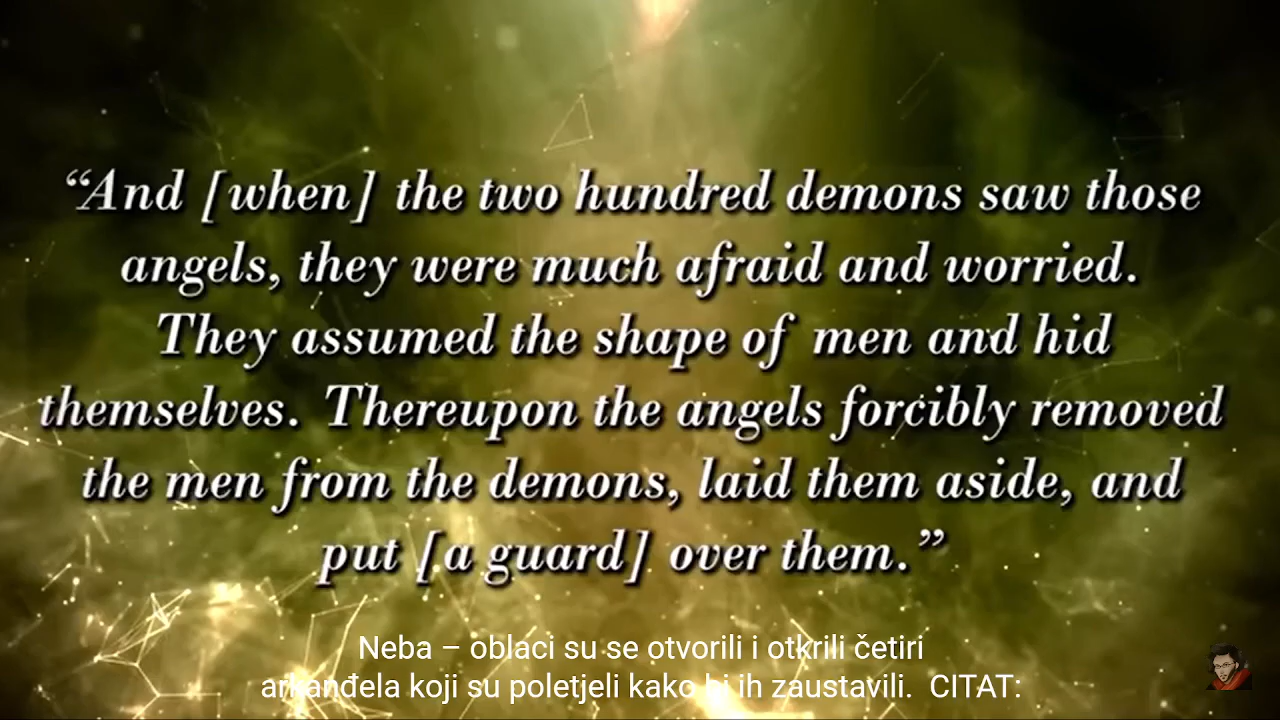 “And [when] the two hundred demons saw those
angels, they were much afraid and worried.
They assumed the shape of men and hid
themselves. Thereupon the angels forcibly removed
the men from the demons, laid them aside, and
put [a guard] over them.”
Neba – oblaci su se otvorili i otkrili četiri
arkanđela koji su poletjeli kako bi ih zaustavili. CITAT: